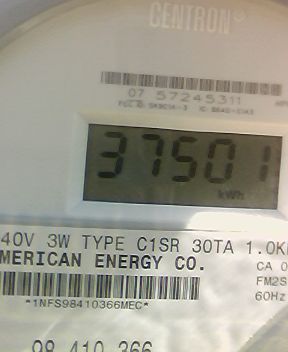 CENTRON
07 57245311
37501
kWh
40V 3W TYPE C1SR 30TA 1.0K
MERICAN ENERGY CO.
CA 0
FM2S
60Hz
*1NFS98410366MEC*
98 410 366